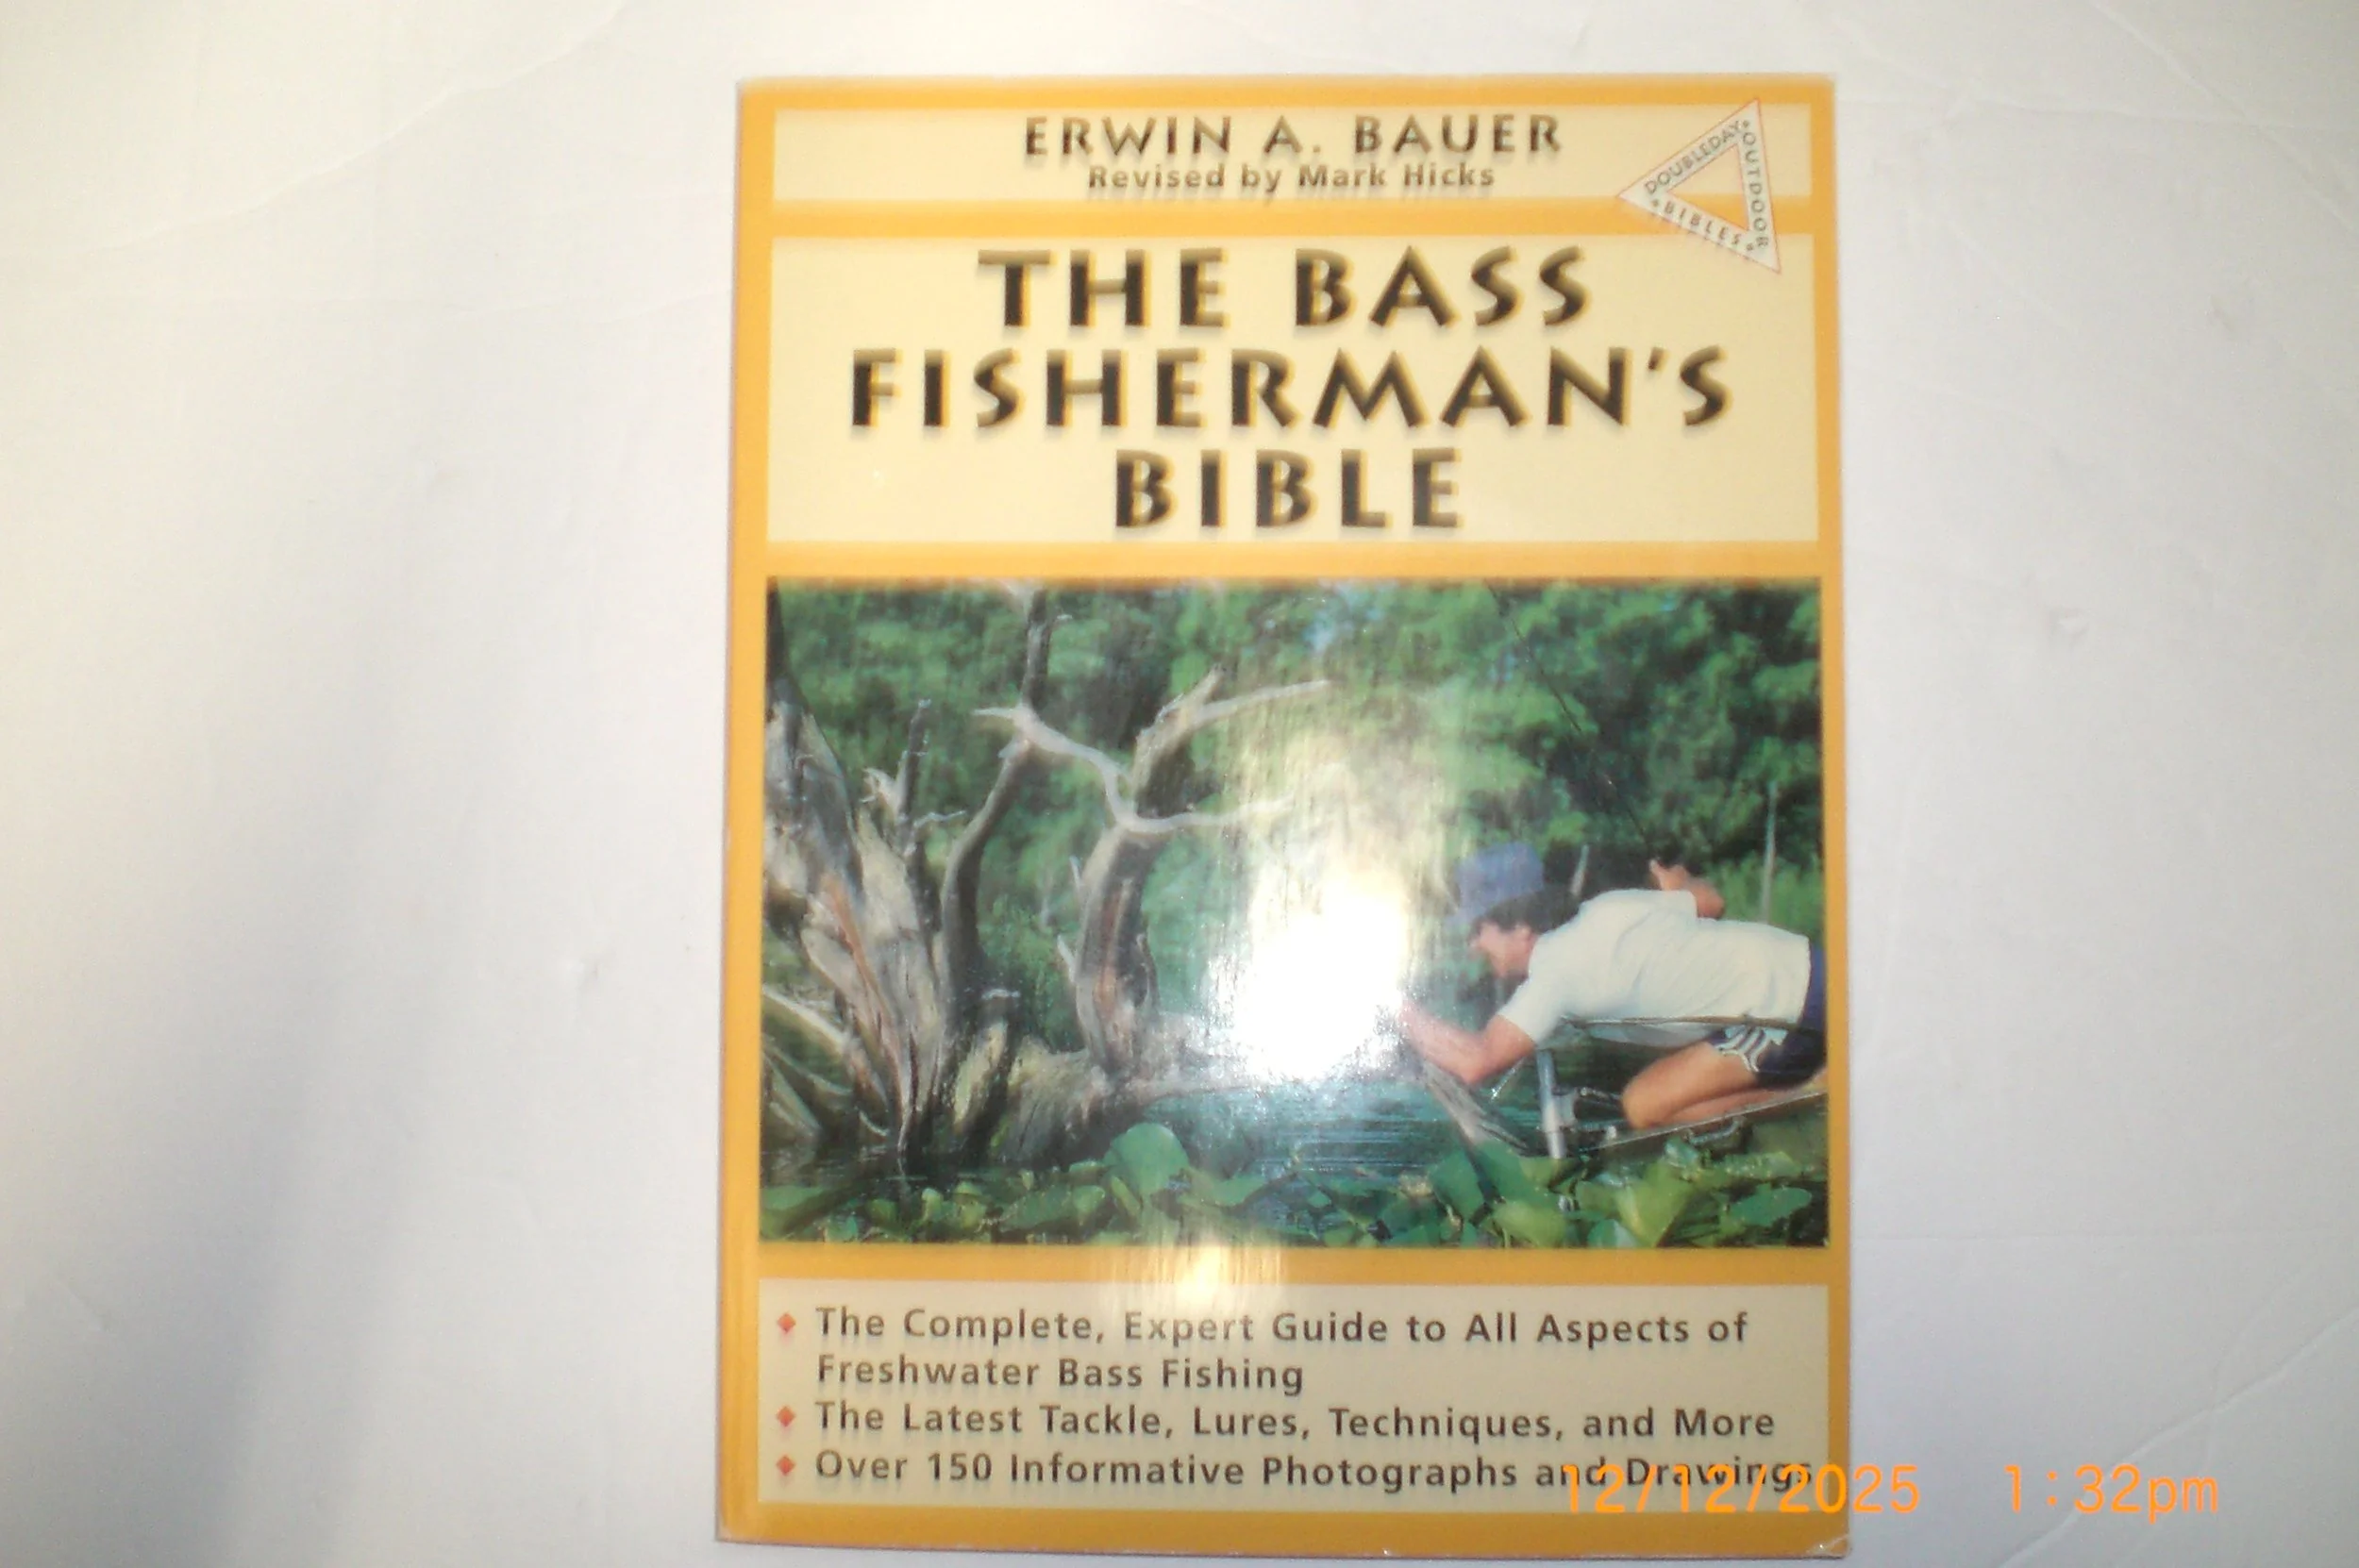 ERWIN A. BAUER
Revised by Mark Hicks
DOUBLEDAY
OUTDOOR
BIBLES
THE BASS
FISHERMAN'S
BIBLE
♦ The Complete, Expert Guide to All Aspects of
Freshwater Bass Fishing
♦ The Latest Tackle, Lures, Techniques, and More
♦ Over 150 Informative Photographs and Drawings
12/12/2025 1:32pm